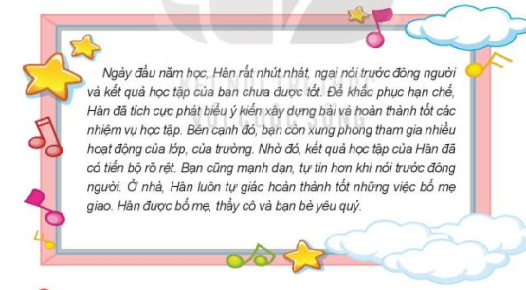 Ngày đầu năm học, Hân rất nhút nhát, ngại nói trước đông người
và kết quả học tập của bạn chưa được tốt. Để khắc phục hạn chế,
Hân đã tích cực phát biểu ý kiến xây dựng bài và hoàn thành tốt các
nhiệm vụ học tập. Bên cạnh đó, bạn còn xung phong tham gia nhiều
hoạt động của lớp, của trường. Nhờ đó, kết quả học tập của Hân đã
có tiến bộ rõ rệt. Bạn cũng mạnh dạn, tự tin hơn khi nói trước đông
người. Ở nhà, Hân luôn tự giác hoàn thành tốt những việc bố mẹ
giao. Hân được bố mẹ, thầy cô và bạn bè yêu quý.